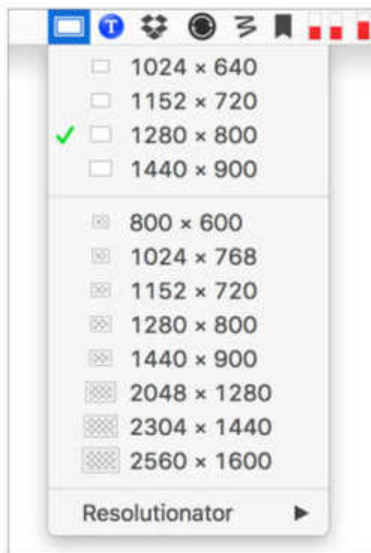 T
1024 × 640
1152 × 720
1280 × 800
1440 × 900
800 × 600
1024 × 768
1152 × 720
1280 × 800
1440 × 900
2048 × 1280
2304 × 1440
2560 × 1600
Resolutionator